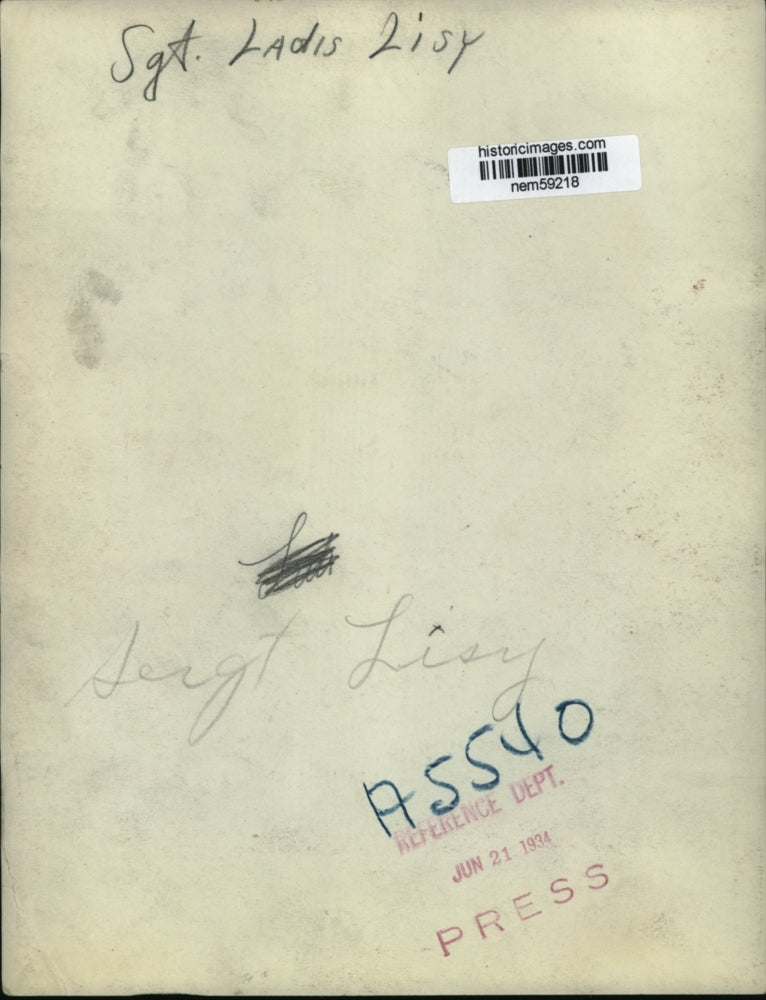 Sgt. Ladis Lisy
historicimages.com
nem59218
Sergt Lisy
A5540
REFERENCE DEPT.
JUN 21 1934
PRESS